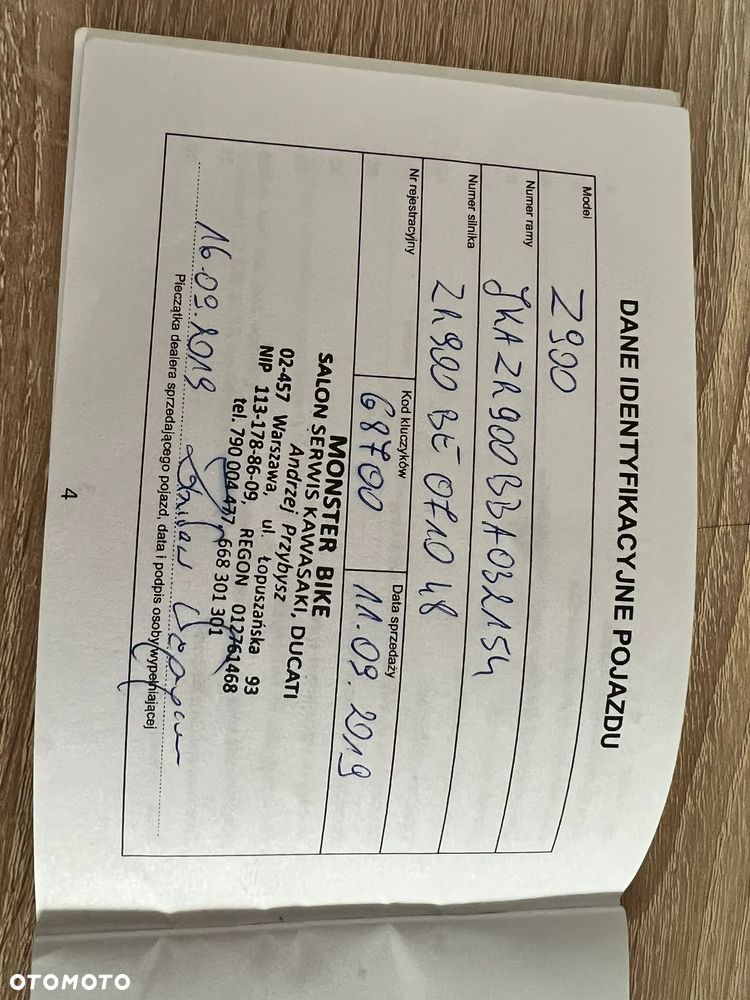 DANE IDENTYFIKACYJNE POJAZDU
Model
Z900
Numer ramy
JKAZR900BBA032154
Numer silnika
ZR900BE071048
Nr rejestracyjny
Kod kluczyków
68700
Data sprzedaży
11.09.2019
MONSTER BIKE
SALON SERWIS KAWASAKI, DUCATI
Andrzej Przybysz
02-457 Warszawa, ul. Łopuszańska 93
NIP 113-178-86-09, REGON 012761468
tel. 790 004 477, 668 301 301
16.09.2019
Pieczątka dealera sprzedającego pojazd, data i podpis osoby wypełniającej
4
OTOMOTO